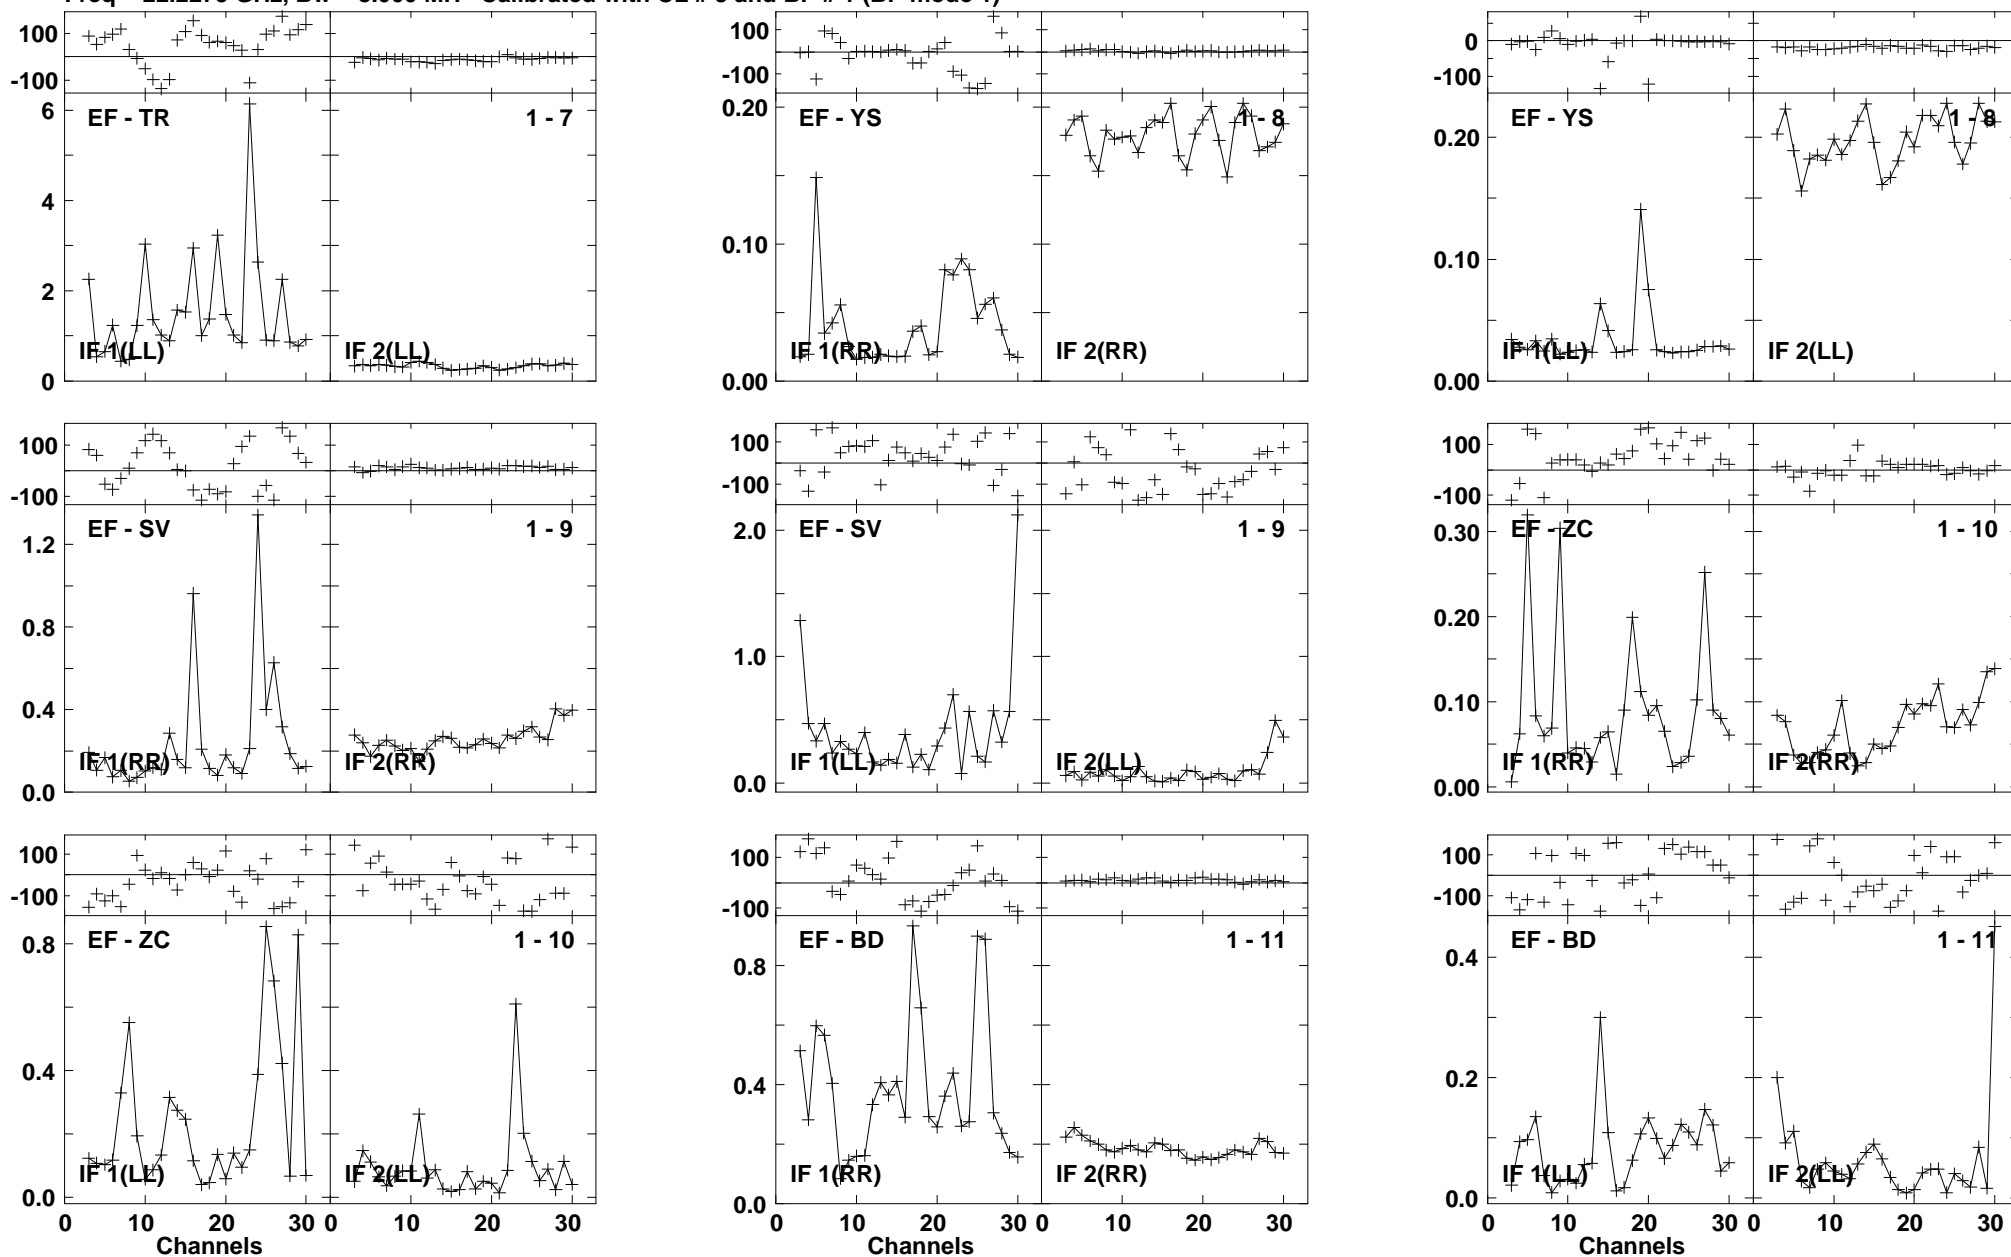 100
-100
6
4
2
0
EF - TR
1 - 7
IF 1(LL)
IF 2(LL)
100
0
-100
0.20
0.10
0.00
EF - YS
1 - 8
IF 1(RR)
IF 2(RR)
0
-100
0.20
0.10
0.00
EF - YS
1 - 8
IF 1(LL)
IF 2(LL)
100
-100
1.2
0.8
0.4
0.0
EF - SV
1 - 9
IF 1(RR)
IF 2(RR)
100
0
-100
2.0
1.0
0.0
EF - SV
1 - 9
IF 1(LL)
IF 2(LL)
100
-100
0.30
0.20
0.10
0.00
EF - ZC
1 - 10
IF 1(RR)
IF 2(RR)
100
-100
0.8
0.4
0.0
EF - ZC
1 - 10
IF 1(LL)
IF 2(LL)
0 10 20 30 0 10 20 30
Channels
100
-100
0.8
0.4
0.0
EF - BD
1 - 11
IF 1(RR)
IF 2(RR)
0 10 20 30 0 10 20 30
Channels
100
-100
0.4
0.2
0.0
EF - BD
1 - 11
IF 1(LL)
IF 2(LL)
0 10 20 30 0 10 20 30
Channels